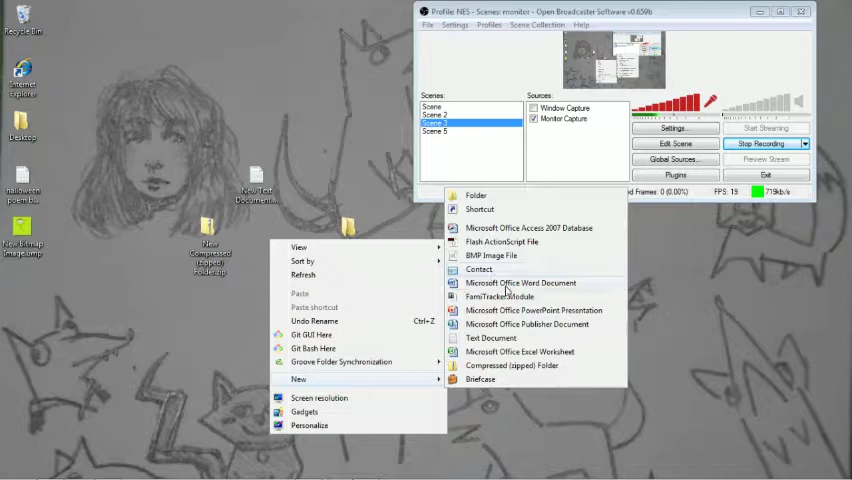 Recycle Bin
Internet
Explorer
Desktop
halloween
poem b...
New Bitmap
Image.bmp
New Text
Document...
New
Compressed
(zipped)
Folder.zip
Profile: NES - Scenes: monitor - Open Broadcaster Software v0.659b
File Settings Profiles Scene Collection Help
Scenes:
Scene
Scene 2
Scene 3
Scene 5
Sources:
Window Capture
Monitor Capture
Settings...
Start Streaming
Edit Scene
Stop Recording
Global Sources...
Preview Stream
Plugins
Exit
Frames: 0 (0.00%)
FPS: 19
719kb/s
View
Sort by
Refresh
Paste
Paste shortcut
Undo Rename Ctrl+Z
Git GUI Here
Git Bash Here
Groove Folder Synchronization
New
Screen resolution
Gadgets
Personalize
Folder
Shortcut
Microsoft Office Access 2007 Database
Flash ActionScript File
BMP Image File
Contact
Microsoft Office Word Document
FamiTracker Module
Microsoft Office PowerPoint Presentation
Microsoft Office Publisher Document
Text Document
Microsoft Office Excel Worksheet
Compressed (zipped) Folder
Briefcase